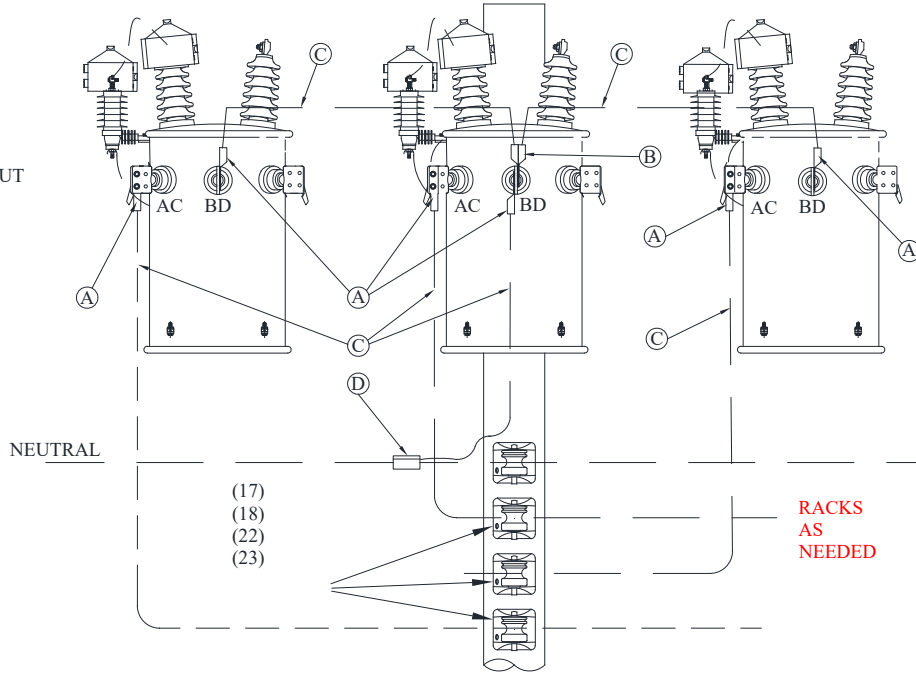 C
C
B
UT
AC
BD
AC
BD
AC
BD
A
A
A
A
C
C
D
NEUTRAL
(17)
(18)
(22)
(23)
RACKS
AS
NEEDED